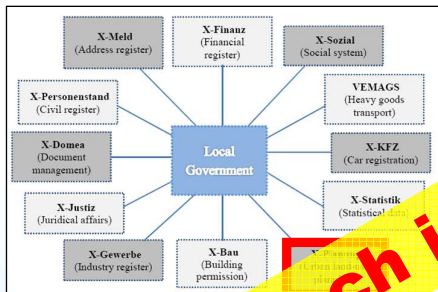 X-Meld
(Address register)
X-Finanz
(Financial
register)
X-Sozial
(Social system)
X-Personenstand
(Civil register)
VEMAGS
(Heavy goods
transport)
X-Domea
(Document
management)
Local
Government
X-KFZ
(Car registration)
X-Justiz
(Juridical affairs)
X-Statistik
(Statistical data)
X-Gewerbe
(Industry register)
X-Bau
(Building
permission)
ch i